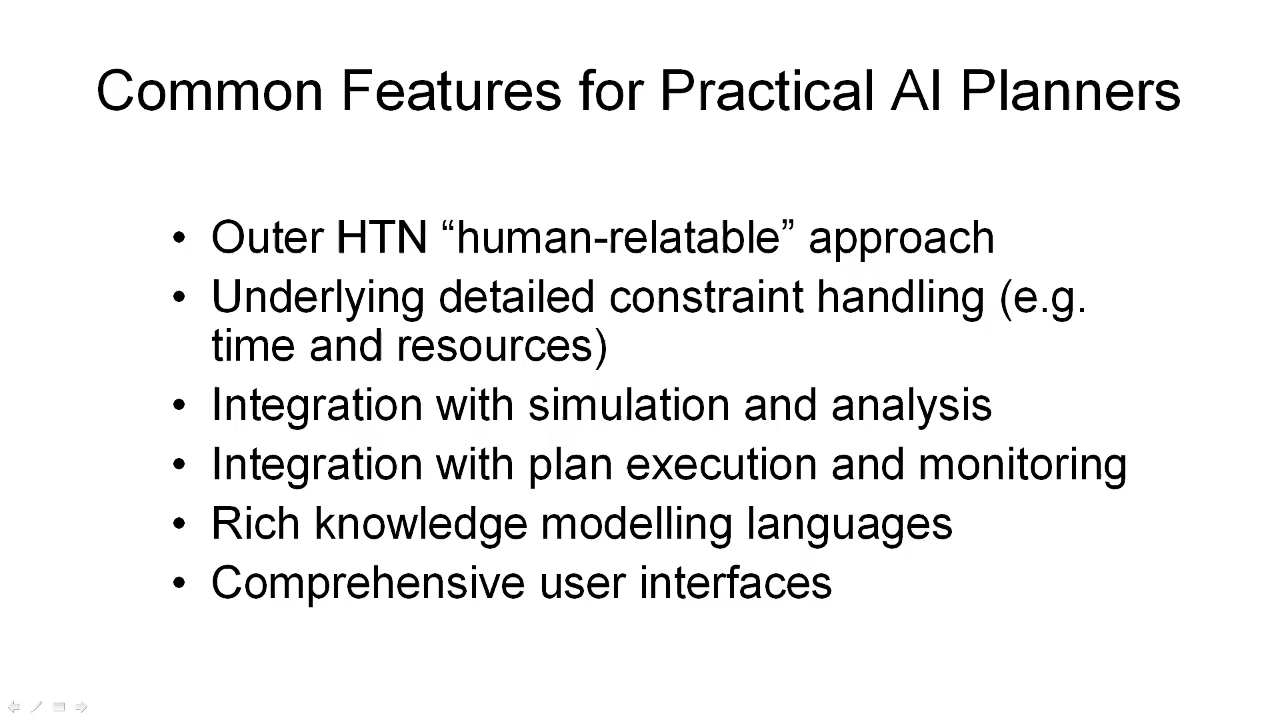 Common Features for Practical AI Planners
• Outer HTN “human-relatable” approach
• Underlying detailed constraint handling (e.g.
time and resources)
• Integration with simulation and analysis
• Integration with plan execution and monitoring
• Rich knowledge modelling languages
• Comprehensive user interfaces